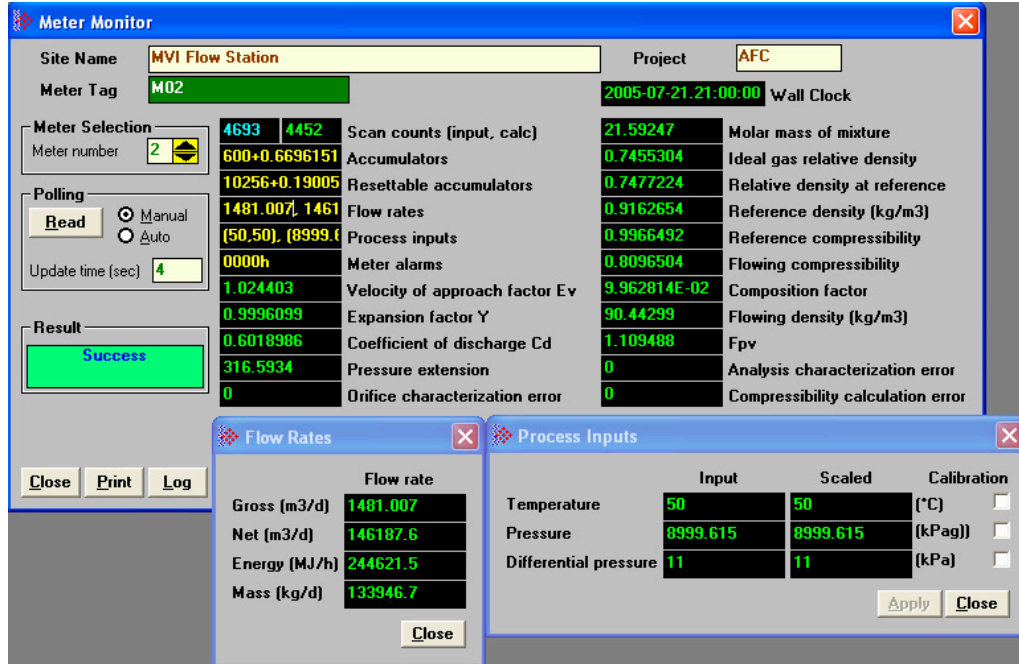 Meter Monitor
Site Name MVI Flow Station Project AFC
Meter Tag M02 2005-07-21.21:00:00 Wall Clock
Meter Selection
Meter number 2
Polling
Read Manual
Auto
Update time (sec) 4
Result
Success
4693 4452 Scan counts (input, calc)
600+0.6696151 Accumulators
10256+0.19005 Resettable accumulators
1481.007, 1461 Flow rates
(50,50), (8999.6 Process inputs
0000h Meter alarms
1.024403 Velocity of approach factor Ev
0.9996099 Expansion factor Y
0.6018986 Coefficient of discharge Cd
316.5934 Pressure extension
0 Orifice characterization error
21.59247 Molar mass of mixture
0.7455304 Ideal gas relative density
0.7477224 Relative density at reference
0.9162654 Reference density (kg/m3)
0.9966492 Reference compressibility
0.8096504 Flowing compressibility
9.962814E-02 Composition factor
90.44299 Flowing density (kg/m3)
1.109488 Fpv
0 Analysis characterization error
0 Compressibility calculation error
Close Print Log
Flow Rates
Flow rate
Gross (m3/d) 1481.007
Net (m3/d) 146187.6
Energy (MJ/h) 244621.5
Mass (kg/d) 133946.7
Close
Process Inputs
Input Scaled Calibration
Temperature 50 50 (°C)
Pressure 8999.615 8999.615 (kPag))
Differential pressure 11 11 (kPa)
Apply Close